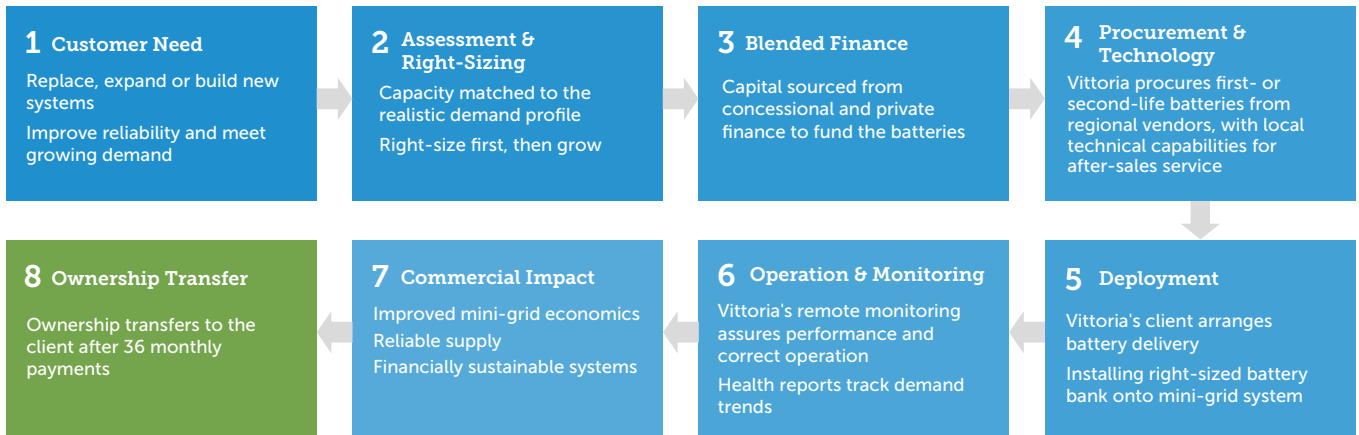 1 Customer Need
Replace, expand or build new
systems
Improve reliability and meet
growing demand
2 Assessment &
Right-Sizing
Capacity matched to the
realistic demand profile
Right-size first, then grow
3 Blended Finance
Capital sourced from
concessional and private
finance to fund the batteries
4 Procurement &
Technology
Vittoria procures first- or
second-life batteries from
regional vendors, with local
technical capabilities for
after-sales service
5 Deployment
Vittoria's client arranges
battery delivery
Installing right-sized battery
bank onto mini-grid system
6 Operation & Monitoring
Vittoria's remote monitoring
assures performance and
correct operation
Health reports track demand
trends
7 Commercial Impact
Improved mini-grid economics
Reliable supply
Financially sustainable systems
8 Ownership Transfer
Ownership transfers to the
client after 36 monthly
payments